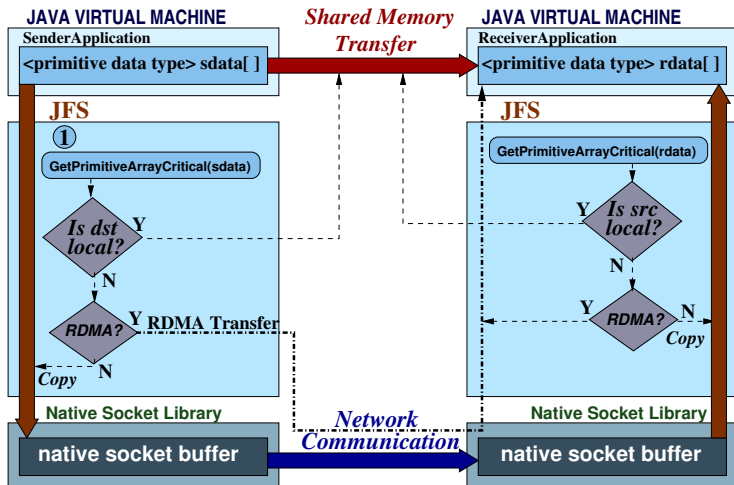 JAVA VIRTUAL MACHINE
SenderApplication
<primitive data type> sdata[ ]
Shared Memory
Transfer
JAVA VIRTUAL MACHINE
ReceiverApplication
<primitive data type> rdata[ ]
JFS
1
GetPrimitiveArrayCritical(sdata)
Is dst
local?
Y
N
RDMA?
Y
RDMA Transfer
N
Copy
JFS
GetPrimitiveArrayCritical(rdata)
Y
Is src
local?
N
Y
RDMA?
N
Copy
Native Socket Library
native socket buffer
Network
Communication
Native Socket Library
native socket buffer